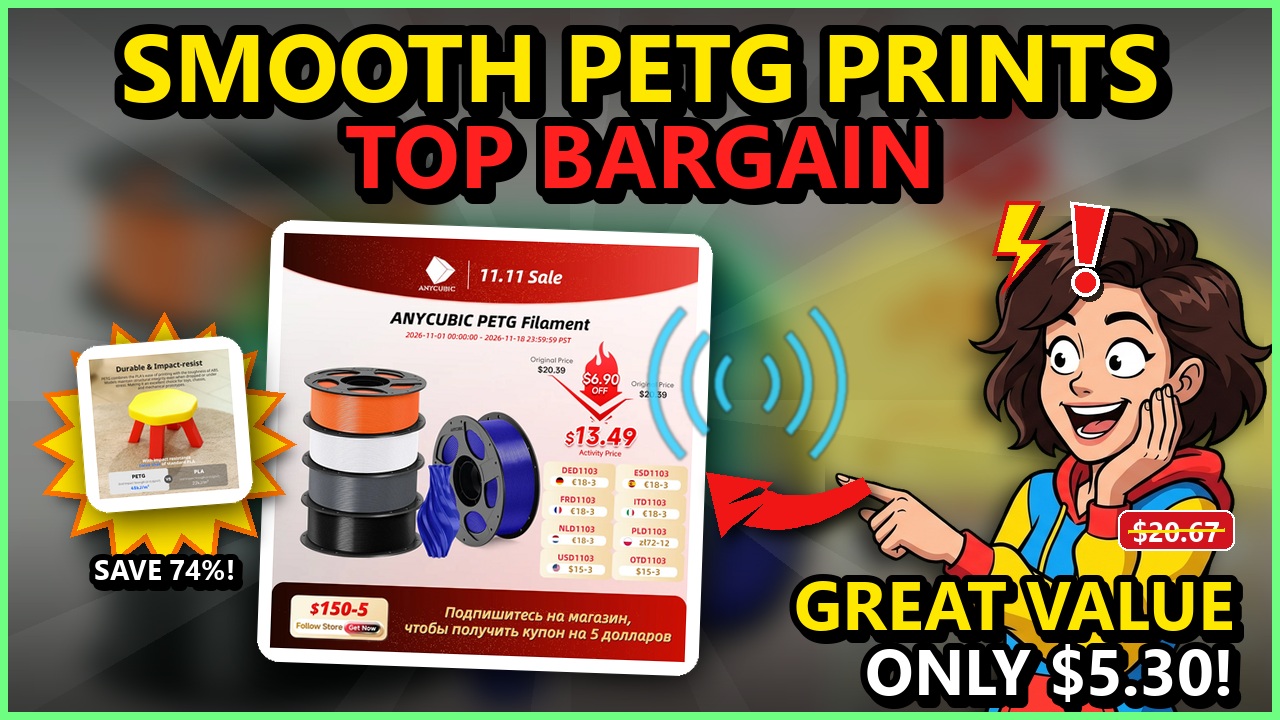 SMOOTH PETG PRINTS
TOP BARGAIN
ANYCUBIC
11.11 Sale
ANYCUBIC PETG Filament
2026-11-01 00:00:00 - 2026-11-18 23:59:59 PST
Original Price
$20.39
$6.90
OFF
Original Price
$20.39
$13.49
Activity Price
DED1103
€18-3
ESD1103
€18-3
FRD1103
€18-3
ITD1103
€18-3
NLD1103
€18-3
PLD1103
zł72-12
USD1103
$15-3
OTD1103
$15-3
$150-5
Follow Store Get Now
Подпишитесь на магазин,
чтобы получить купон на 5 долларов
Durable & Impact-resist
PETG
VS
PLA
SAVE 74%!
$20.67
GREAT VALUE
ONLY $5.30!